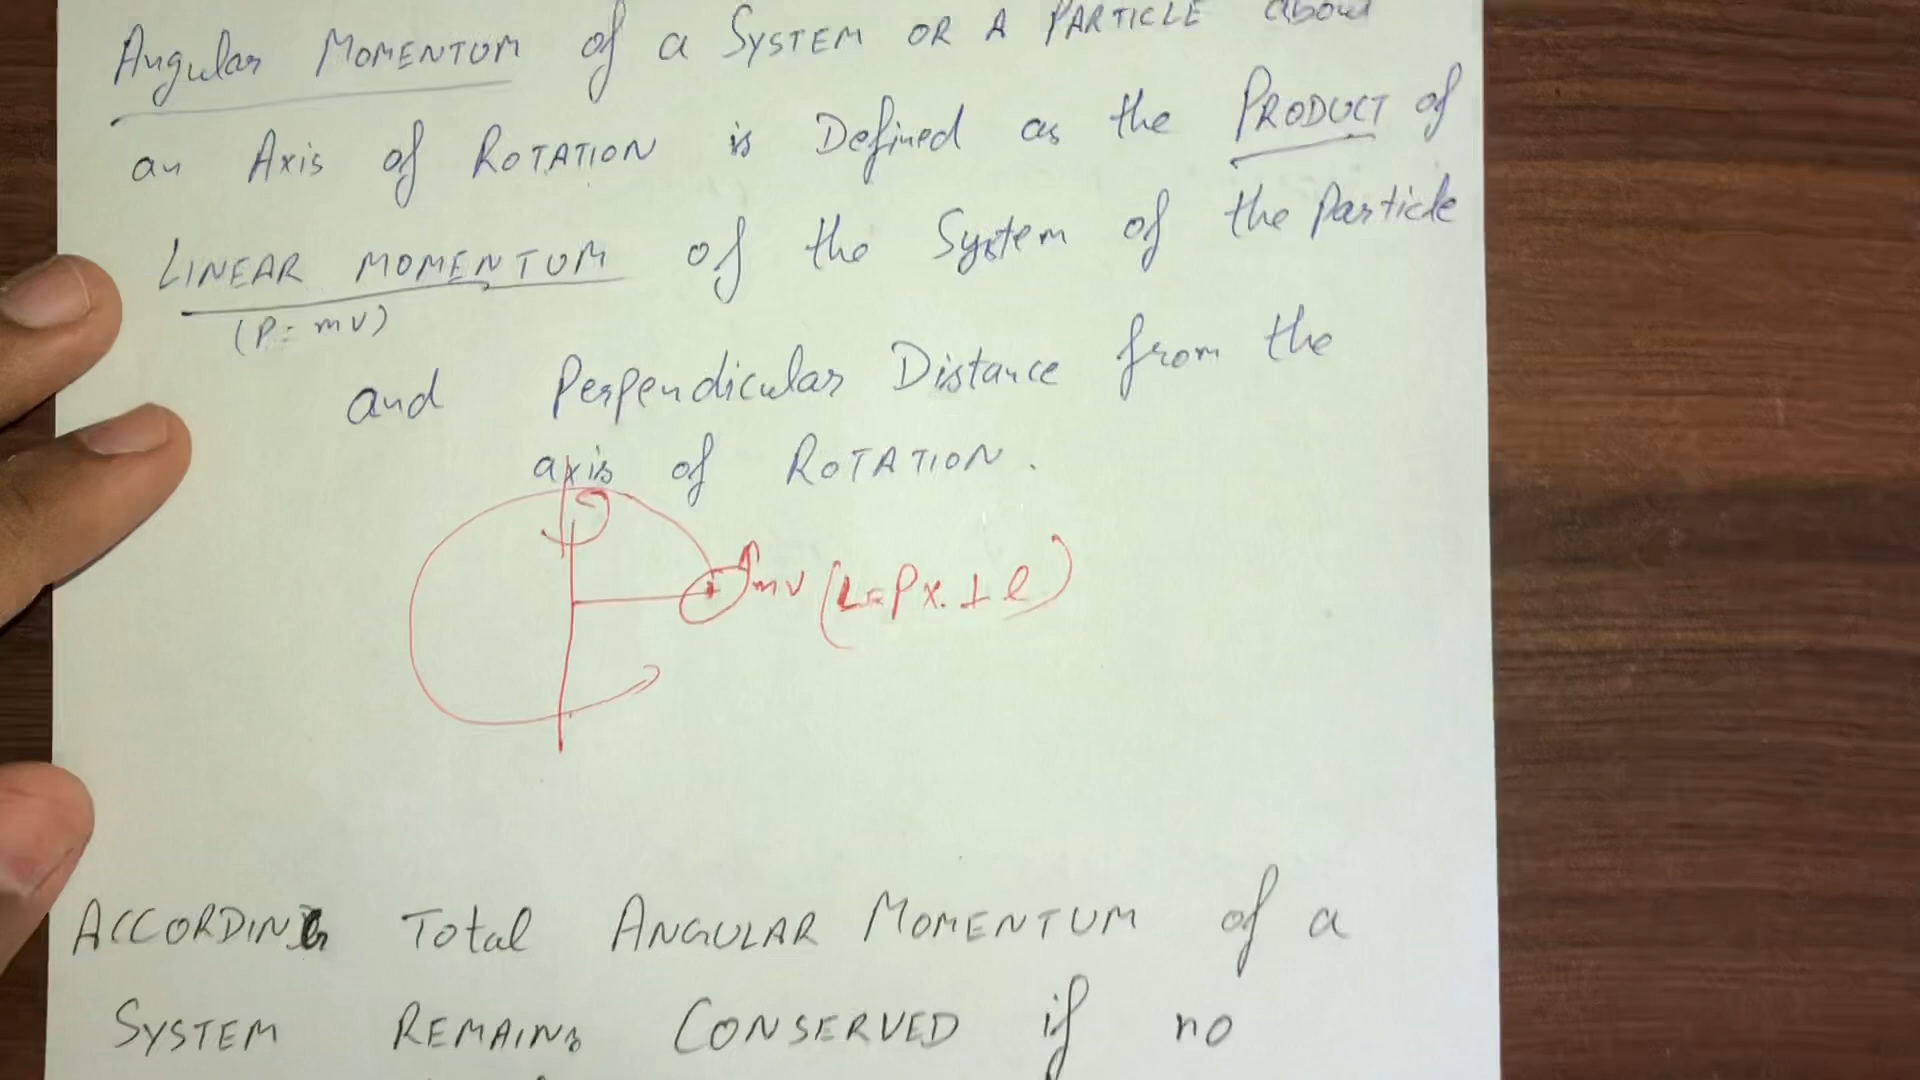 Angular MOMENTUM of a SYSTEM OR A PARTICLE about
an Axis of ROTATION is Defined as the PRODUCT of
LINEAR MOMENTUM of the System of the Particle
(P = mv)
and Perpendicular Distance from the
axis of ROTATION.
mv (L = P x ⊥ l)
ACCORDING Total ANGULAR MOMENTUM of a
SYSTEM REMAINS CONSERVED if no